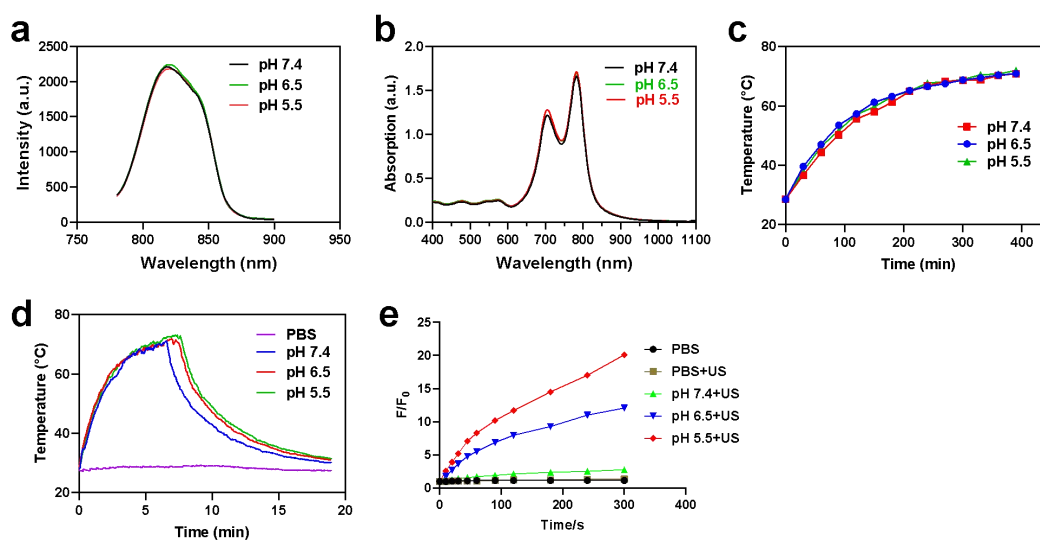 a
2500
2000
1500
1000
500
0
750
800
850
900
950
Intensity (a.u.)
Wavelength (nm)
pH 7.4
pH 6.5
pH 5.5
b
2.0
1.5
1.0
0.5
0.0
400
500
600
700
800
900
1000
1100
Absorption (a.u.)
Wavelength (nm)
pH 7.4
pH 6.5
pH 5.5
c
80
60
40
20
0
100
200
300
400
Temperature (°C)
Time (min)
pH 7.4
pH 6.5
pH 5.5
d
80
60
40
20
0
5
10
15
20
Temperature (°C)
Time (min)
PBS
pH 7.4
pH 6.5
pH 5.5
e
25
20
15
10
5
0
0
100
200
300
400
F/F₀
Time/s
PBS
PBS+US
pH 7.4+US
pH 6.5+US
pH 5.5+US